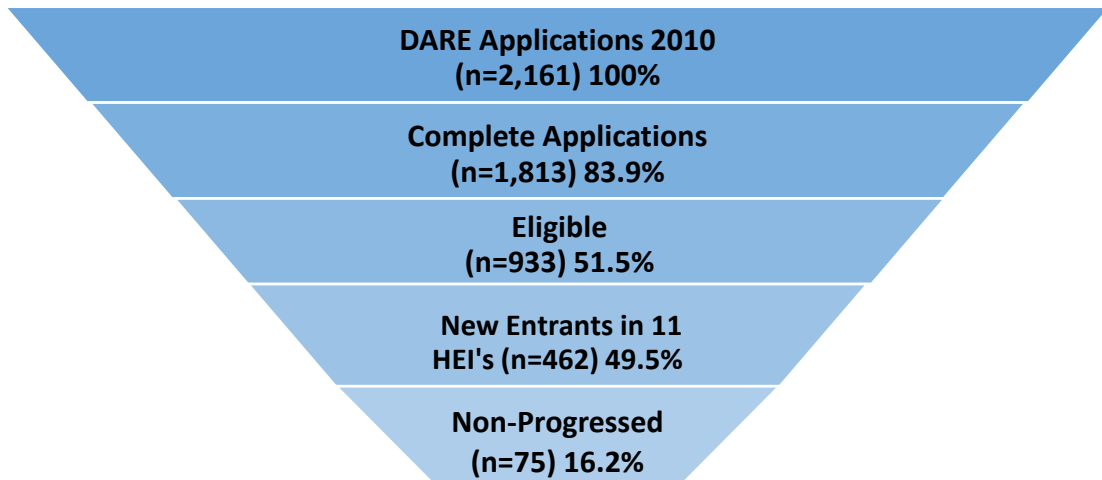 DARE Applications 2010
(n=2,161) 100%
Complete Applications
(n=1,813) 83.9%
Eligible
(n=933) 51.5%
New Entrants in 11
HEI's (n=462) 49.5%
Non-Progressed
(n=75) 16.2%